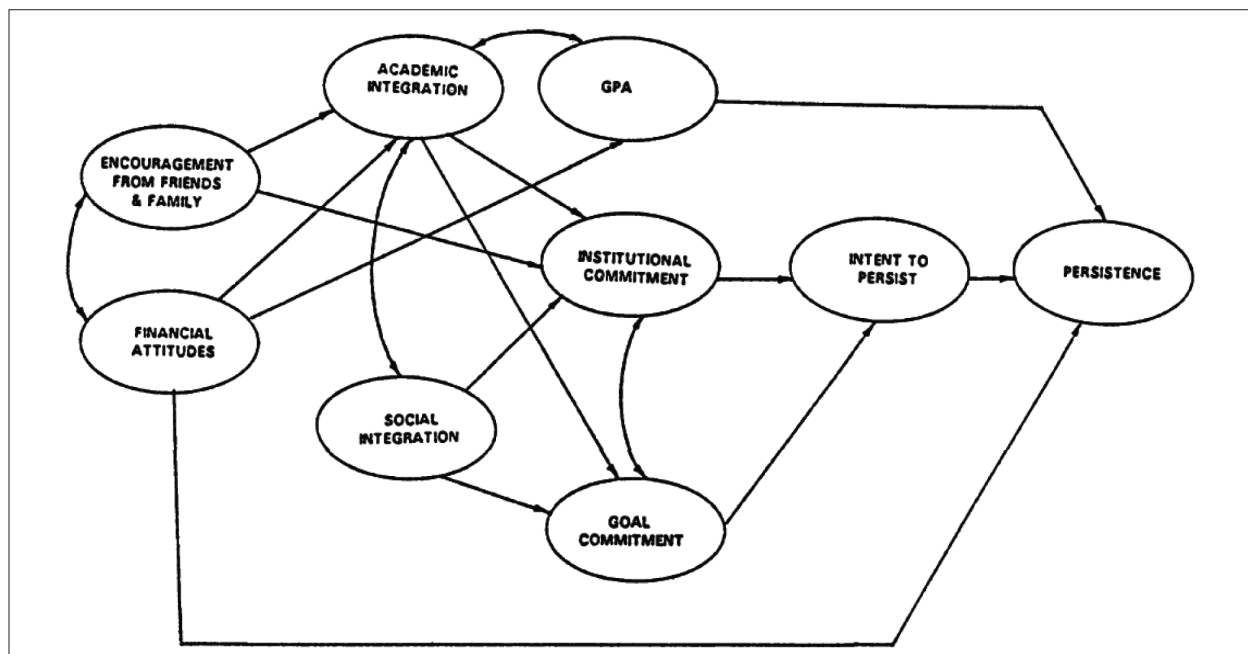 ACADEMIC
INTEGRATION
GPA
ENCOURAGEMENT
FROM FRIENDS
& FAMILY
INSTITUTIONAL
COMMITMENT
INTENT TO
PERSIST
PERSISTENCE
FINANCIAL
ATTITUDES
SOCIAL
INTEGRATION
GOAL
COMMITMENT